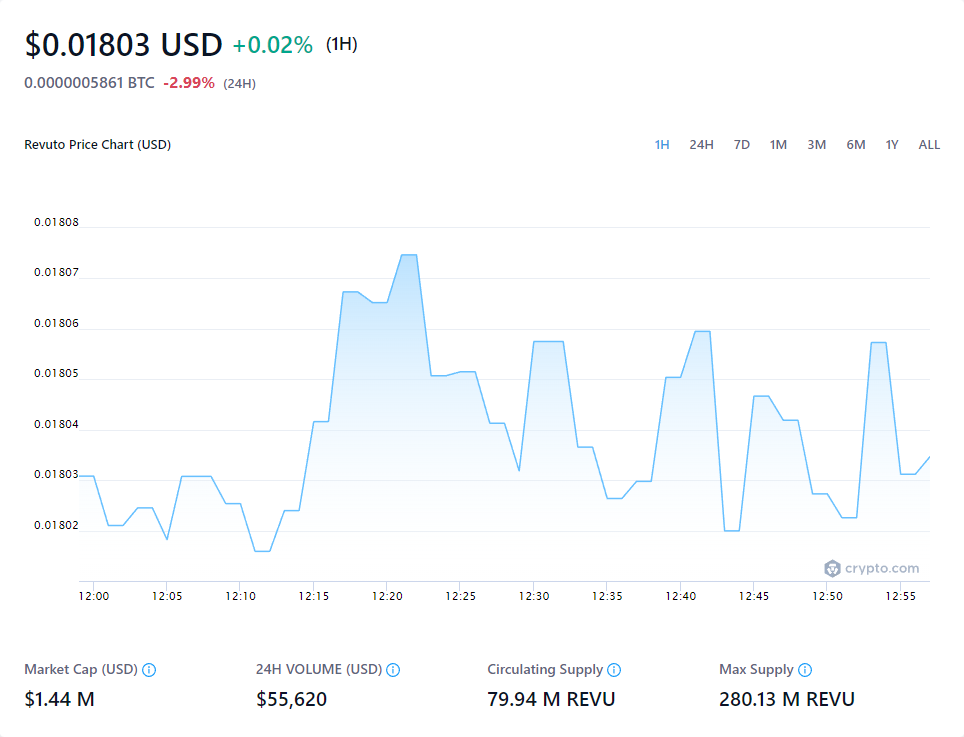 $0.01803 USD +0.02% (1H)
0.0000005861 BTC -2.99% (24H)
Revuto Price Chart (USD) 1H 24H 7D 1M 3M 6M 1Y ALL
0.01808
0.01807
0.01806
0.01805
0.01804
0.01803
0.01802
crypto.com
12:00 12:05 12:10 12:15 12:20 12:25 12:30 12:35 12:40 12:45 12:50 12:55
Market Cap (USD) 24H VOLUME (USD) Circulating Supply Max Supply
$1.44 M $55,620 79.94 M REVU 280.13 M REVU